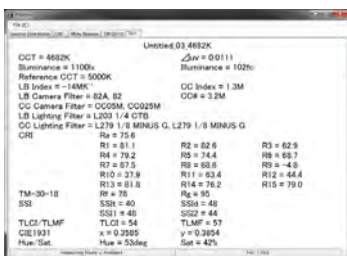 Untitled_03_4682K
CCT = 4682K ⊿uv = 0.0111
Illuminance = 1100lx Illuminance = 102fc
Reference CCT = 5000K
LB Index = -14MK⁻¹ CC Index = 1.3M
LB Camera Filter = 82A, 82 CC# = 3.2M
CC Camera Filter = CC05M, CC025M
LB Lighting Filter = L203 1/4 CTB
CC Lighting Filter = L279 1/8 MINUS G, L279 1/8 MINUS G
CRI Ra = 75.6
R1 = 81.1 R2 = 82.6 R3 = 82.9
R4 = 79.2 R5 = 74.4 R6 = 68.7
R7 = 87.5 R8 = 68.6 R9 = -4.8
R10 = 37.9 R11 = 63.4 R12 = 44.4
R13 = 81.8 R14 = 76.2 R15 = 79.0
TM-30-18 Rf = 78 Rg = 95
SSI SSIt = 40 SSId = 48
SSI1 = 48 SSI2 = 44
TLCI/TLMF TLCI = 54 TLMF = 57
CIE1931 x = 0.3585 y = 0.3854
Hue/Sat. Hue = 53deg Sat = 42%